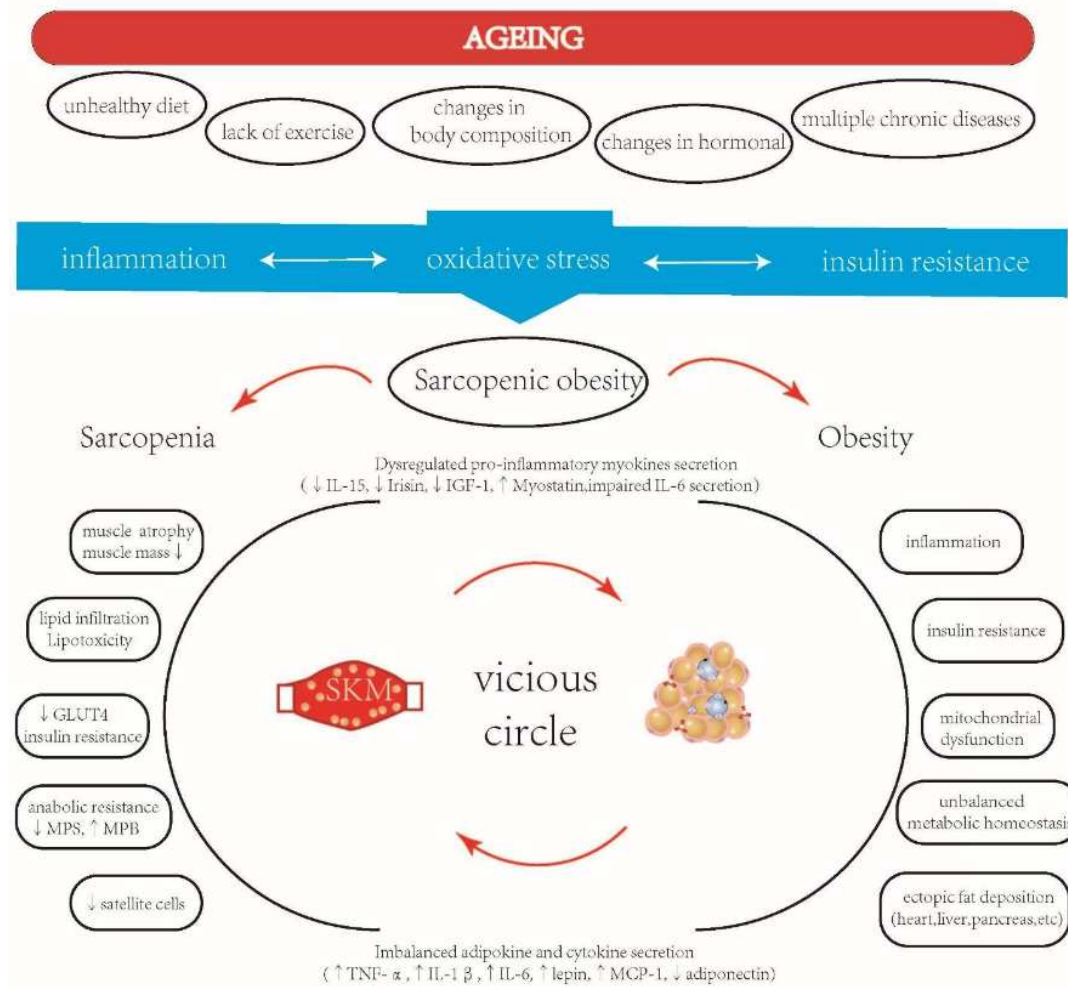 AGEING
unhealthy diet
lack of exercise
changes in
body composition
changes in hormonal
multiple chronic diseases
inflammation
oxidative stress
insulin resistance
Sarcopenic obesity
Sarcopenia
Obesity
Dysregulated pro-inflammatory myokines secretion
(↓IL-15, ↓Irisin, ↓IGF-1, ↑ Myostatin,impaired IL-6 secretion)
muscle atrophy
muscle mass ↓
lipid infiltration
Lipotoxicity
↓ GLUT4
insulin resistance
anabolic resistance
↓ MPS, ↑ MPB
↓ satellite cells
SKM
vicious
circle
inflammation
insulin resistance
mitochondrial
dysfunction
unbalanced
metabolic homeostasis
ectopic fat deposition
(heart,liver,pancreas,etc)
Imbalanced adipokine and cytokine secretion
(↑TNF- α , ↑IL-1 β , ↑IL-6, ↑lepin, ↑ MCP-1, ↓ adiponectin)